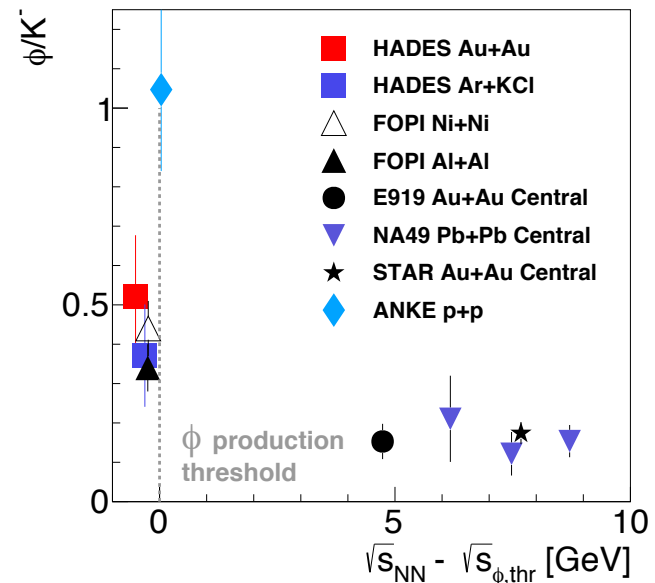 ϕ/K⁻
1
0.5
0
HADES Au+Au
HADES Ar+KCl
FOPI Ni+Ni
FOPI Al+Al
E919 Au+Au Central
NA49 Pb+Pb Central
STAR Au+Au Central
ANKE p+p
ϕ production
threshold
0 5 10
√s_NN - √s_ϕ,thr [GeV]